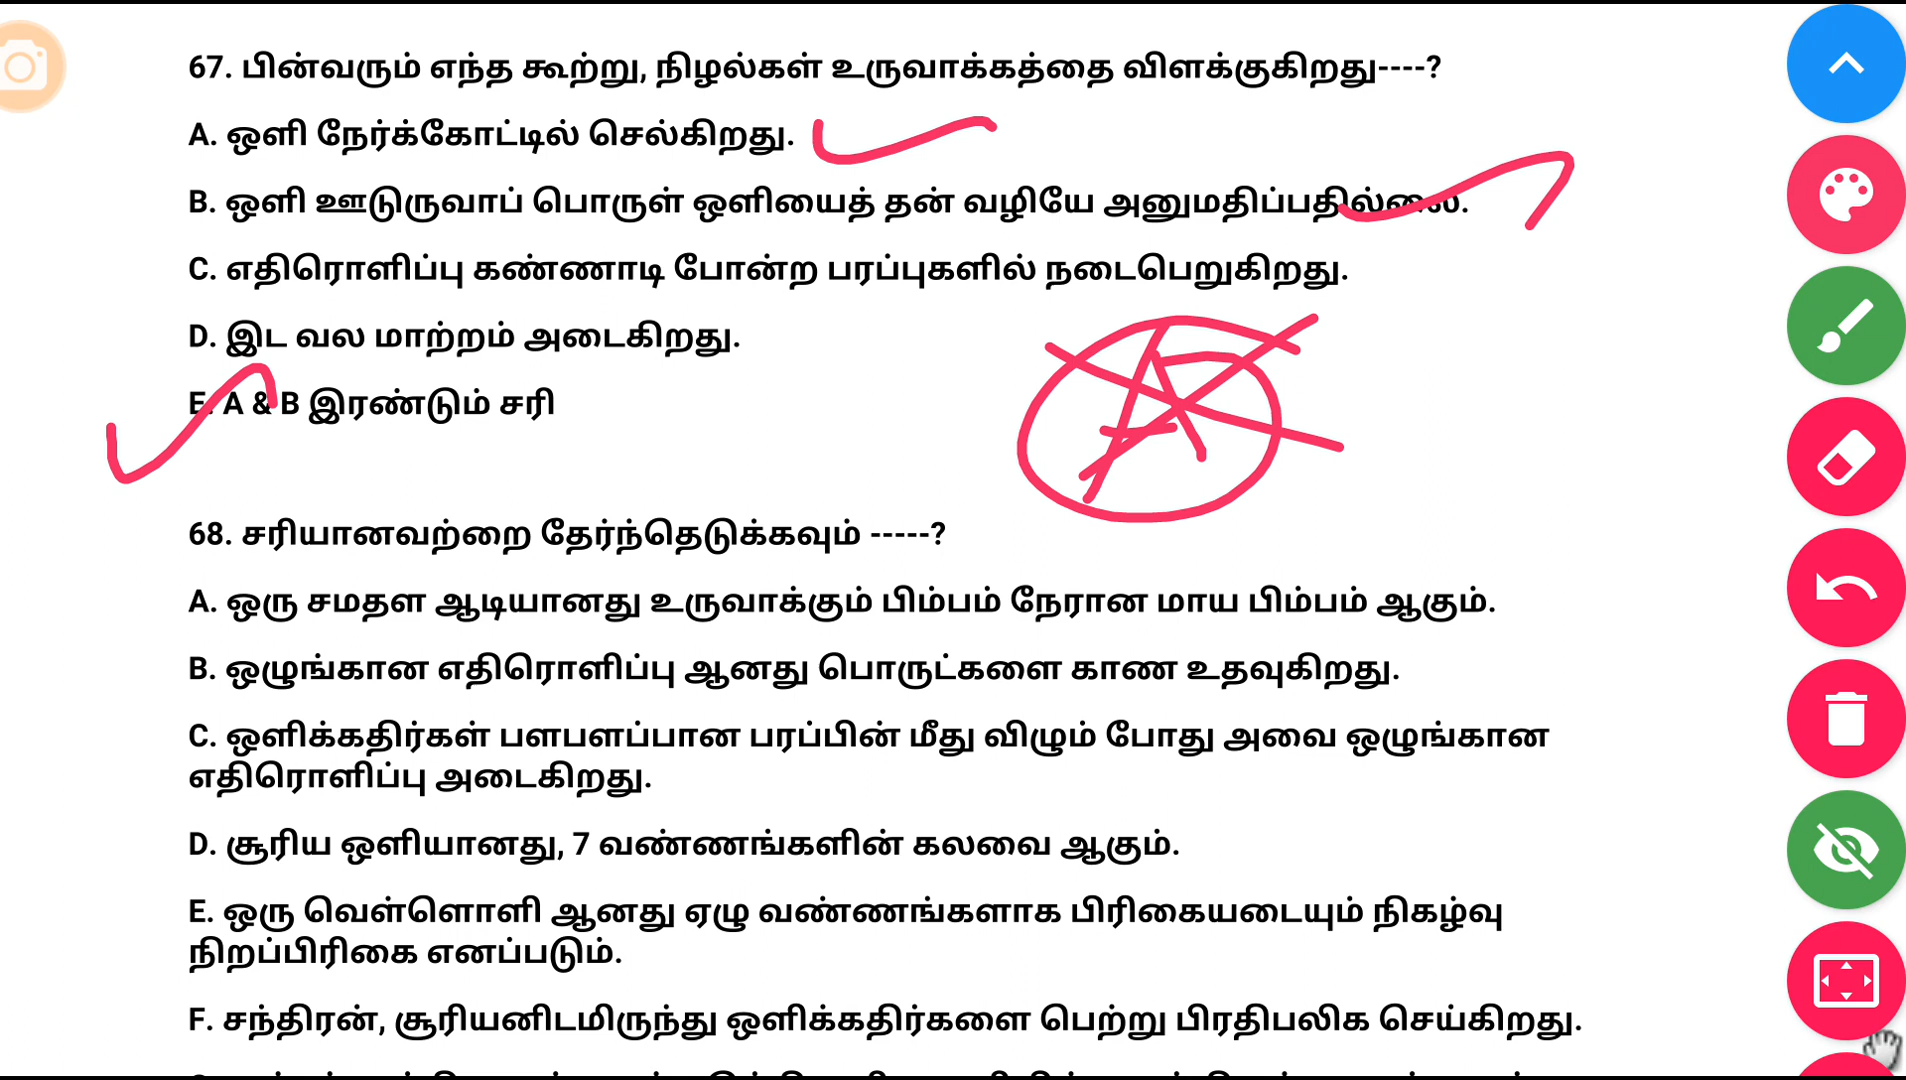 67. பின்வரும் எந்த கூற்று, நிழல்கள் உருவாக்கத்தை விளக்குகிறது----?
A. ஒளி நேர்க்கோட்டில் செல்கிறது.
B. ஒளி ஊடுருவாப் பொருள் ஒளியைத் தன் வழியே அனுமதிப்பதில்லை.
C. எதிரொளிப்பு கண்ணாடி போன்ற பரப்புகளில் நடைபெறுகிறது.
D. இட வல மாற்றம் அடைகிறது.
E. A & B இரண்டும் சரி
68. சரியானவற்றை தேர்ந்தெடுக்கவும் -----?
A. ஒரு சமதள ஆடியானது உருவாக்கும் பிம்பம் நேரான மாய பிம்பம் ஆகும்.
B. ஒழுங்கான எதிரொளிப்பு ஆனது பொருட்களை காண உதவுகிறது.
C. ஒளிக்கதிர்கள் பளபளப்பான பரப்பின் மீது விழும் போது அவை ஒழுங்கான
எதிரொளிப்பு அடைகிறது.
D. சூரிய ஒளியானது, 7 வண்ணங்களின் கலவை ஆகும்.
E. ஒரு வெள்ளொளி ஆனது ஏழு வண்ணங்களாக பிரிகையடையும் நிகழ்வு
நிறப்பிரிகை எனப்படும்.
F. சந்திரன், சூரியனிடமிருந்து ஒளிக்கதிர்களை பெற்று பிரதிபலிக செய்கிறது.